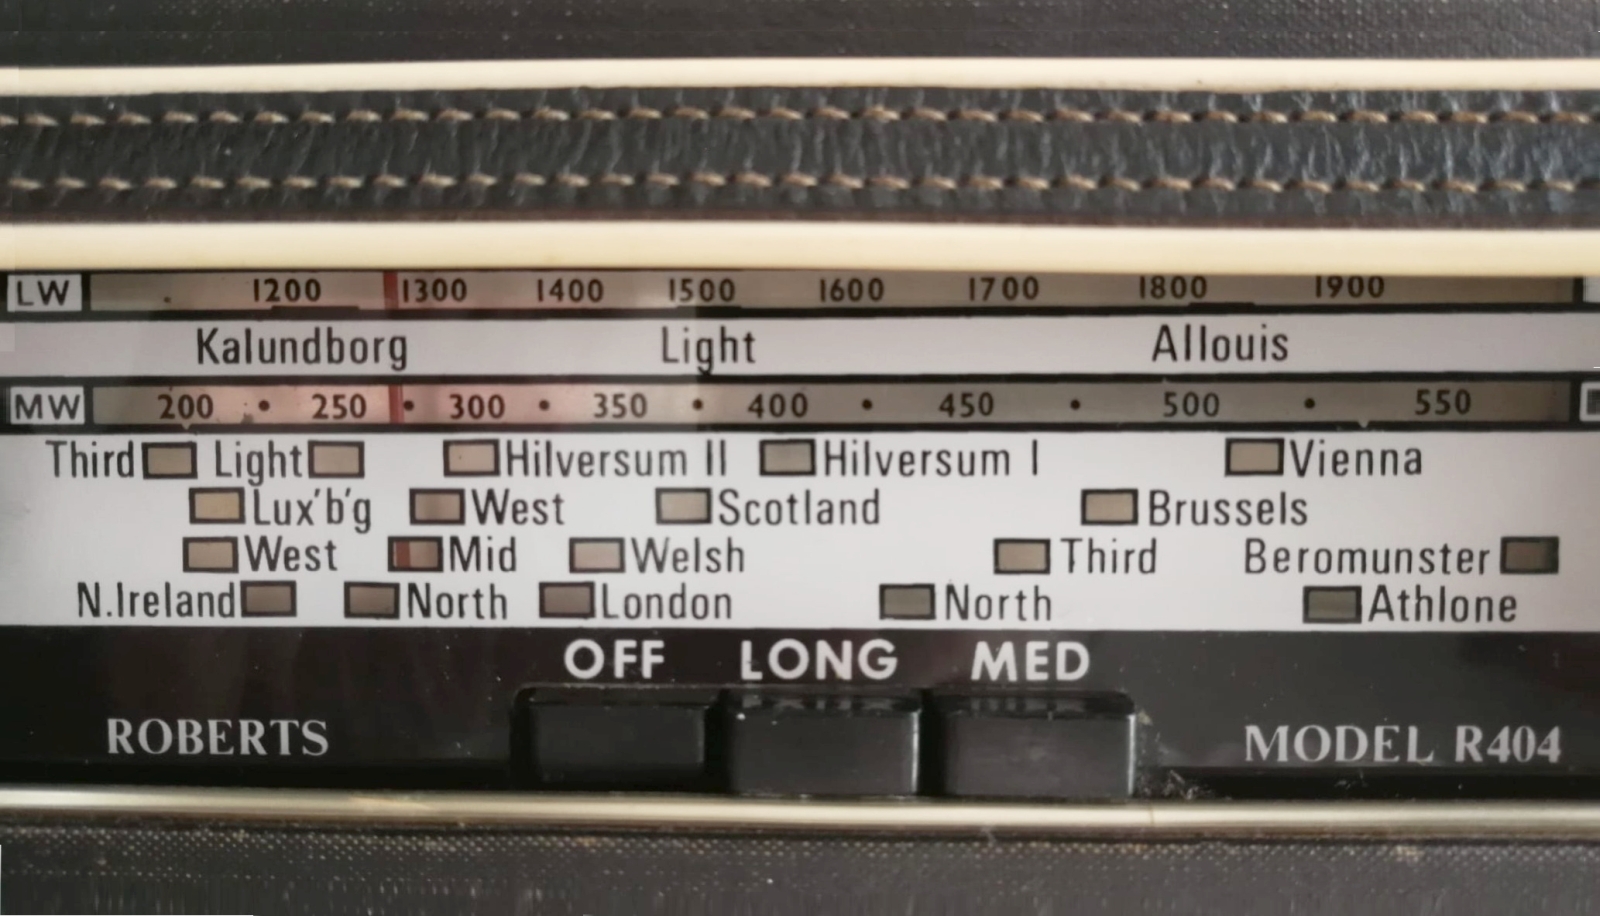 LW 1200 1300 1400 1500 1600 1700 1800 1900
Kalundborg Light Allouis
MW 200 • 250 • 300 • 350 • 400 • 450 • 500 • 550
Third Light Hilversum II Hilversum I Vienna
Lux'b'g West Scotland Brussels
West Mid Welsh Third Beromunster
N.Ireland North London North Athlone
OFF LONG MED
ROBERTS MODEL R404